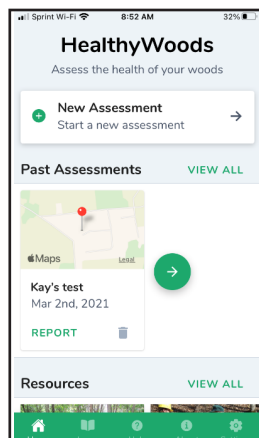 Sprint Wi-Fi 8:52 AM 32%
HealthyWoods
Assess the health of your woods
New Assessment
Start a new assessment
Past Assessments VIEW ALL
Maps Legal
Kay's test
Mar 2nd, 2021
REPORT
Resources VIEW ALL